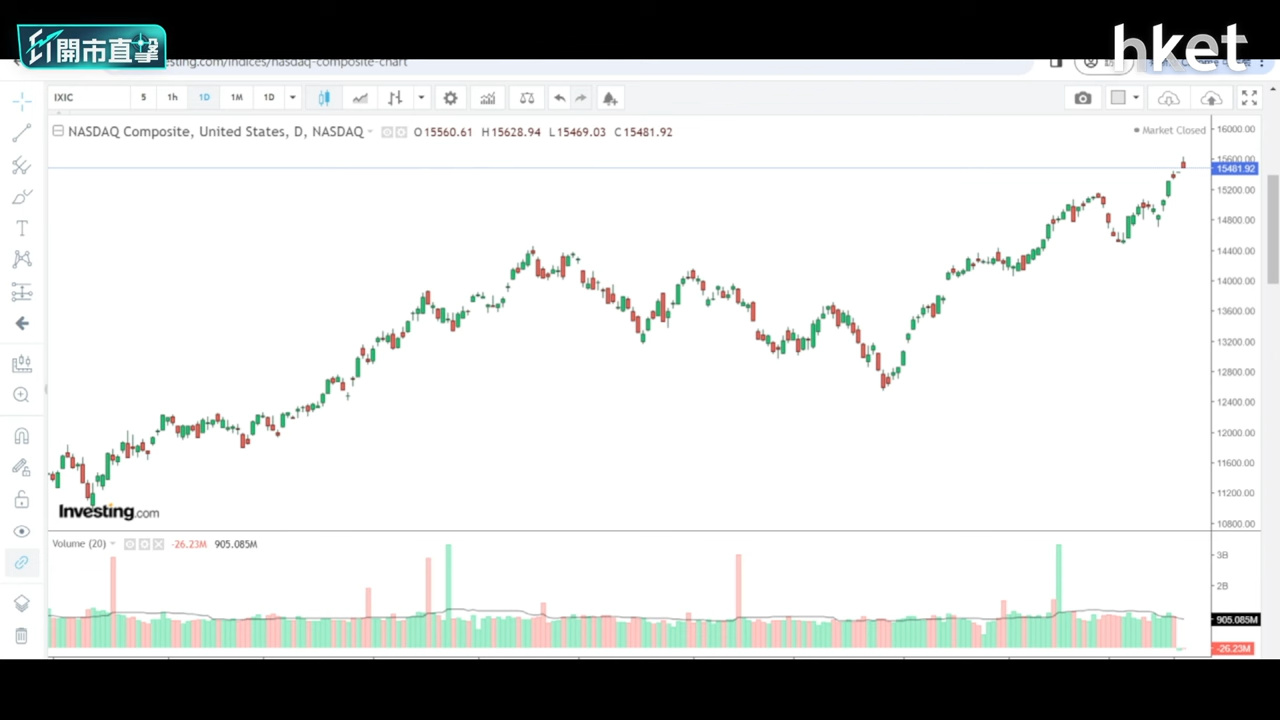 開市直擊
hket
esting.com/indices/nasdaq-composite-chart
IXIC 5 1h 1D 1M 1D
NASDAQ Composite, United States, D, NASDAQ O15560.61 H15628.94 L15469.03 C15481.92
Market Closed
16000.00
15600.00
15481.92
15200.00
14800.00
14400.00
14000.00
13600.00
13200.00
12800.00
12400.00
12000.00
11600.00
11200.00
10800.00
Investing.com
Volume (20) -26.23M 905.085M
3B
2B
905.085M
-26.23M